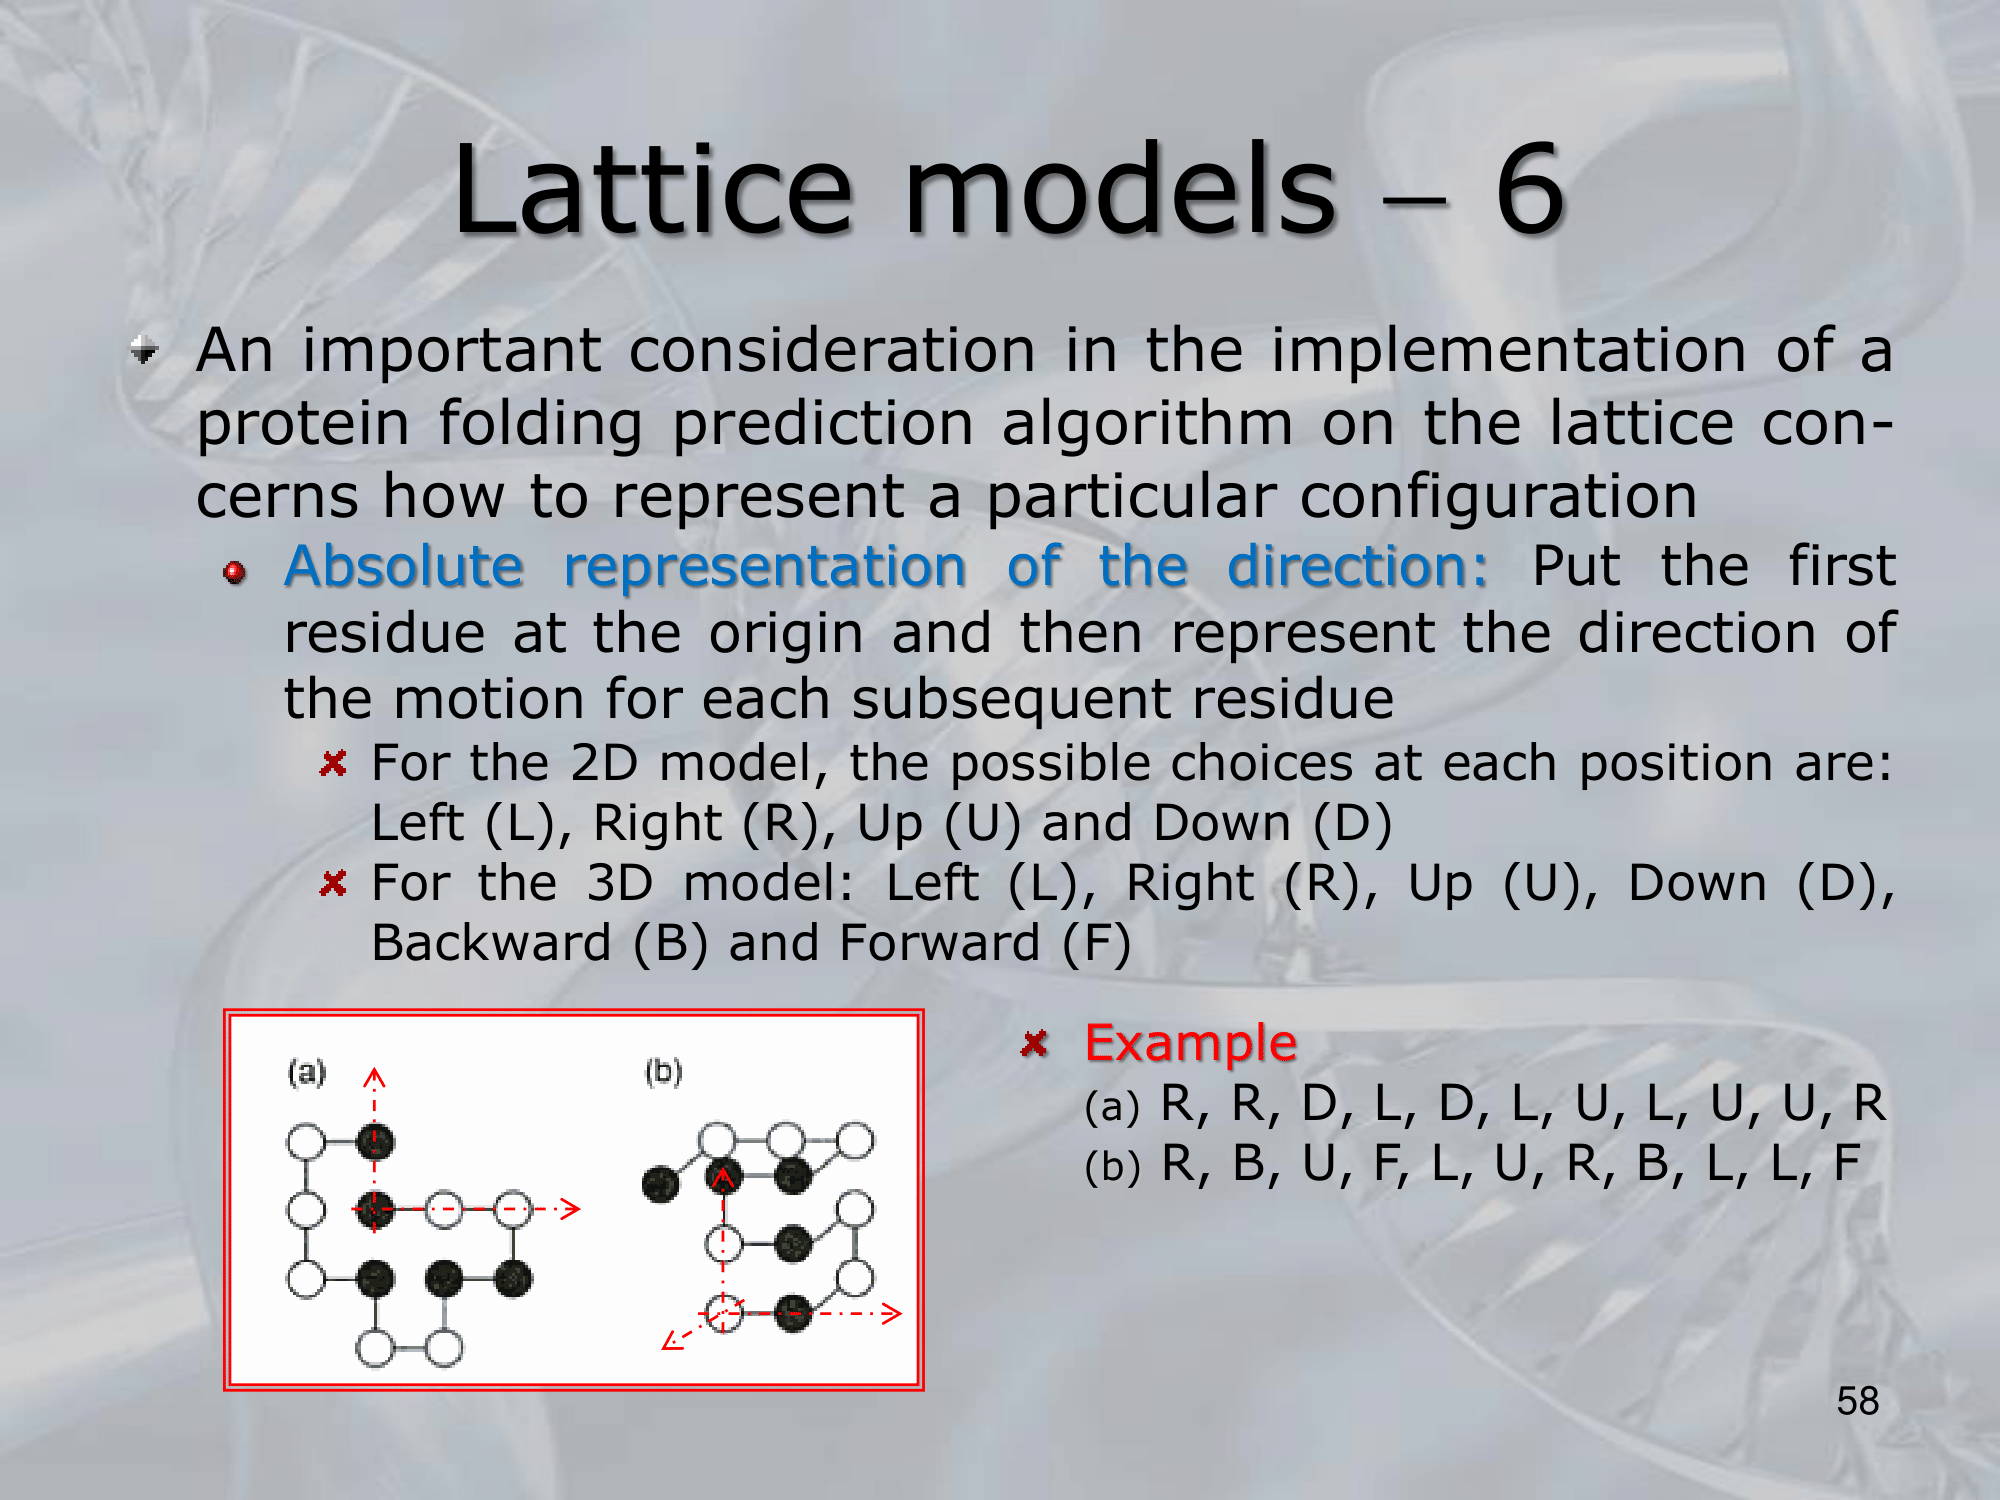 Lattice models – 6
An important consideration in the implementation of a
protein folding prediction algorithm on the lattice con-
cerns how to represent a particular configuration
Absolute representation of the direction: Put the first
residue at the origin and then represent the direction of
the motion for each subsequent residue
For the 2D model, the possible choices at each position are:
Left (L), Right (R), Up (U) and Down (D)
For the 3D model: Left (L), Right (R), Up (U), Down (D),
Backward (B) and Forward (F)
(a)
(b)
Example
(a) R, R, D, L, D, L, U, L, U, U, R
(b) R, B, U, F, L, U, R, B, L, L, F
58